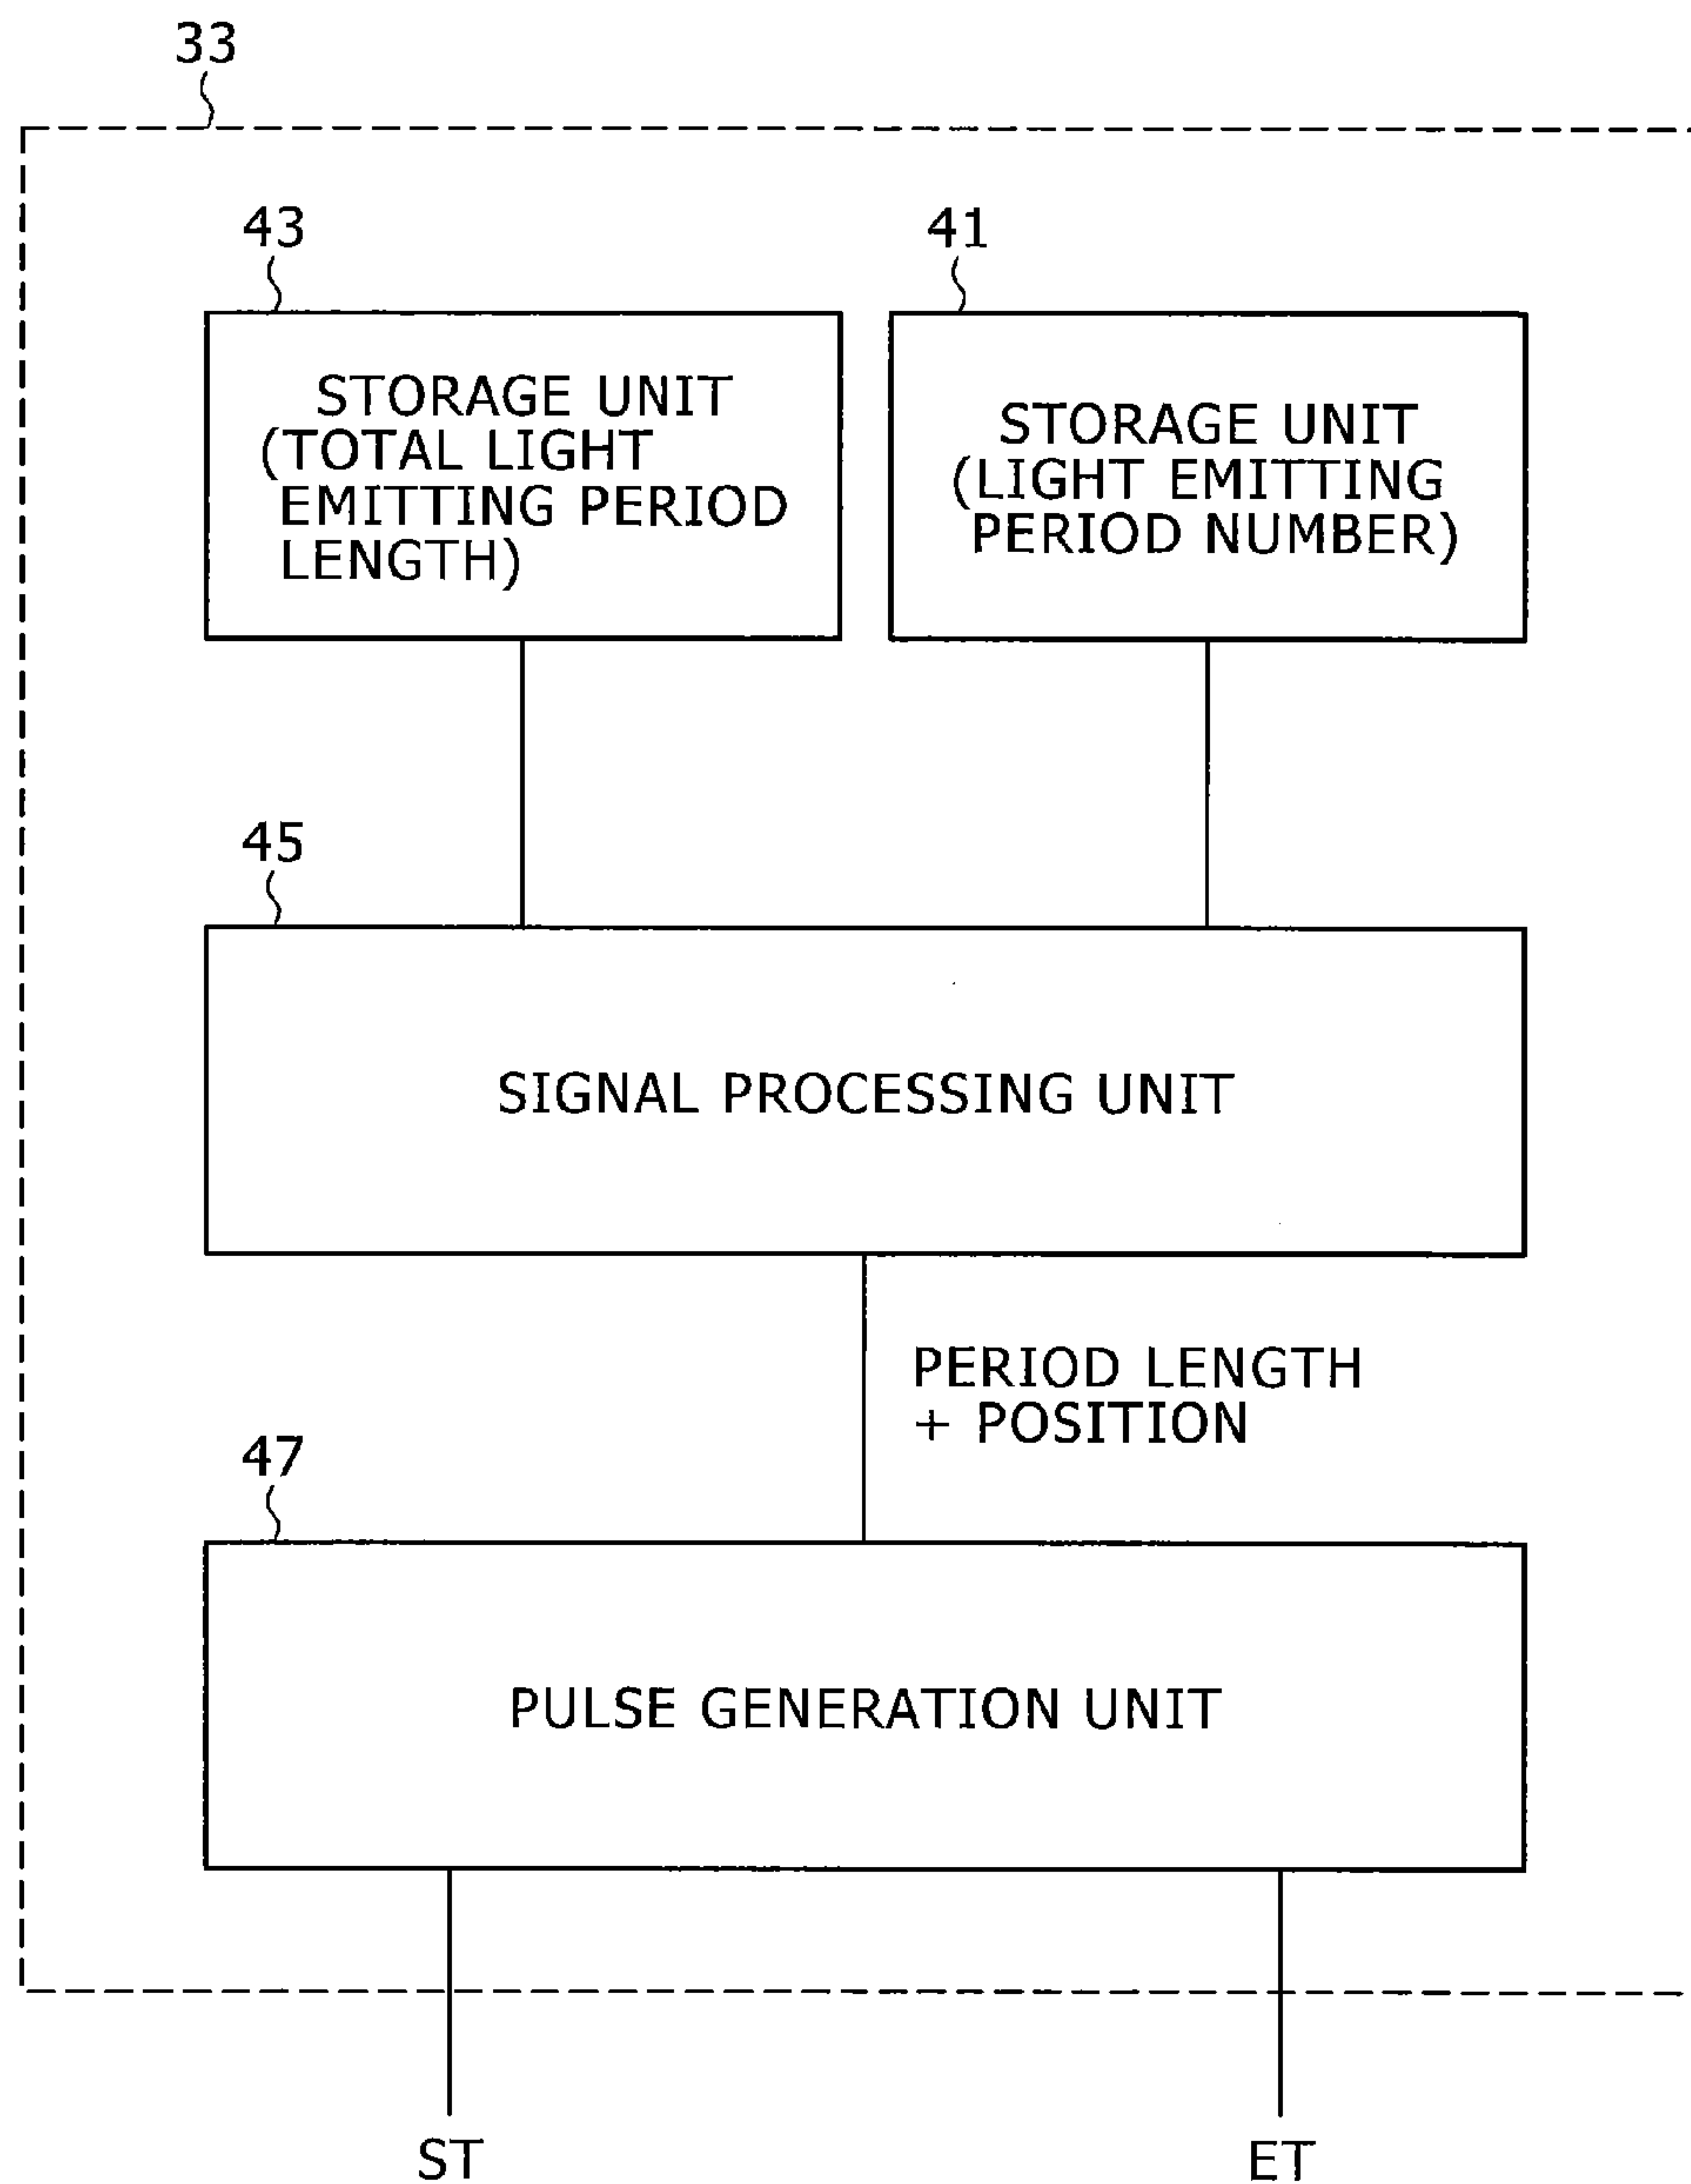 33
43
41
STORAGE UNIT
(TOTAL LIGHT
EMITTING PERIOD
LENGTH)
STORAGE UNIT
(LIGHT EMITTING
PERIOD NUMBER)
45
SIGNAL PROCESSING UNIT
PERIOD LENGTH
+ POSITION
47
PULSE GENERATION UNIT
ST
ET